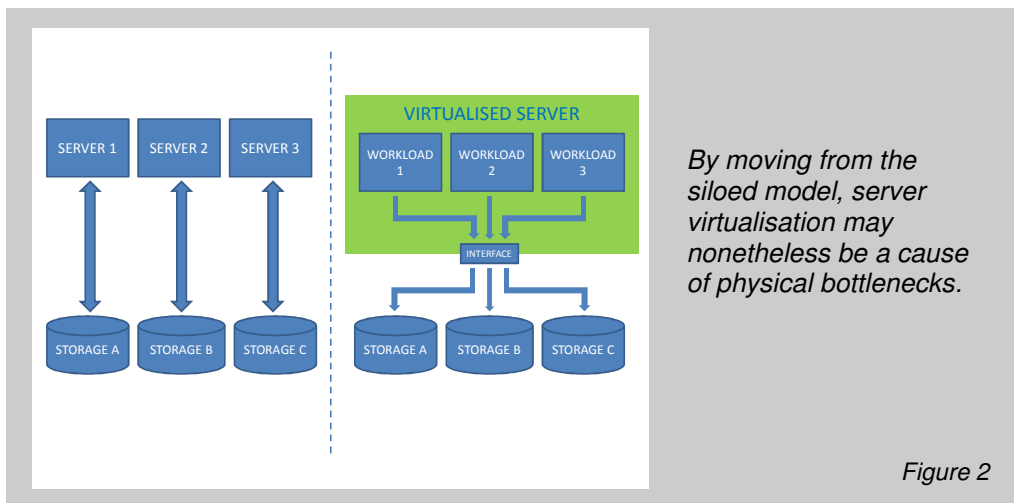 SERVER 1
SERVER 2
SERVER 3
STORAGE A
STORAGE B
STORAGE C
VIRTUALISED SERVER
WORKLOAD
1
WORKLOAD
2
WORKLOAD
3
INTERFACE
STORAGE A
STORAGE B
STORAGE C
By moving from the
siloed model, server
virtualisation may
nonetheless be a cause
of physical bottlenecks.
Figure 2